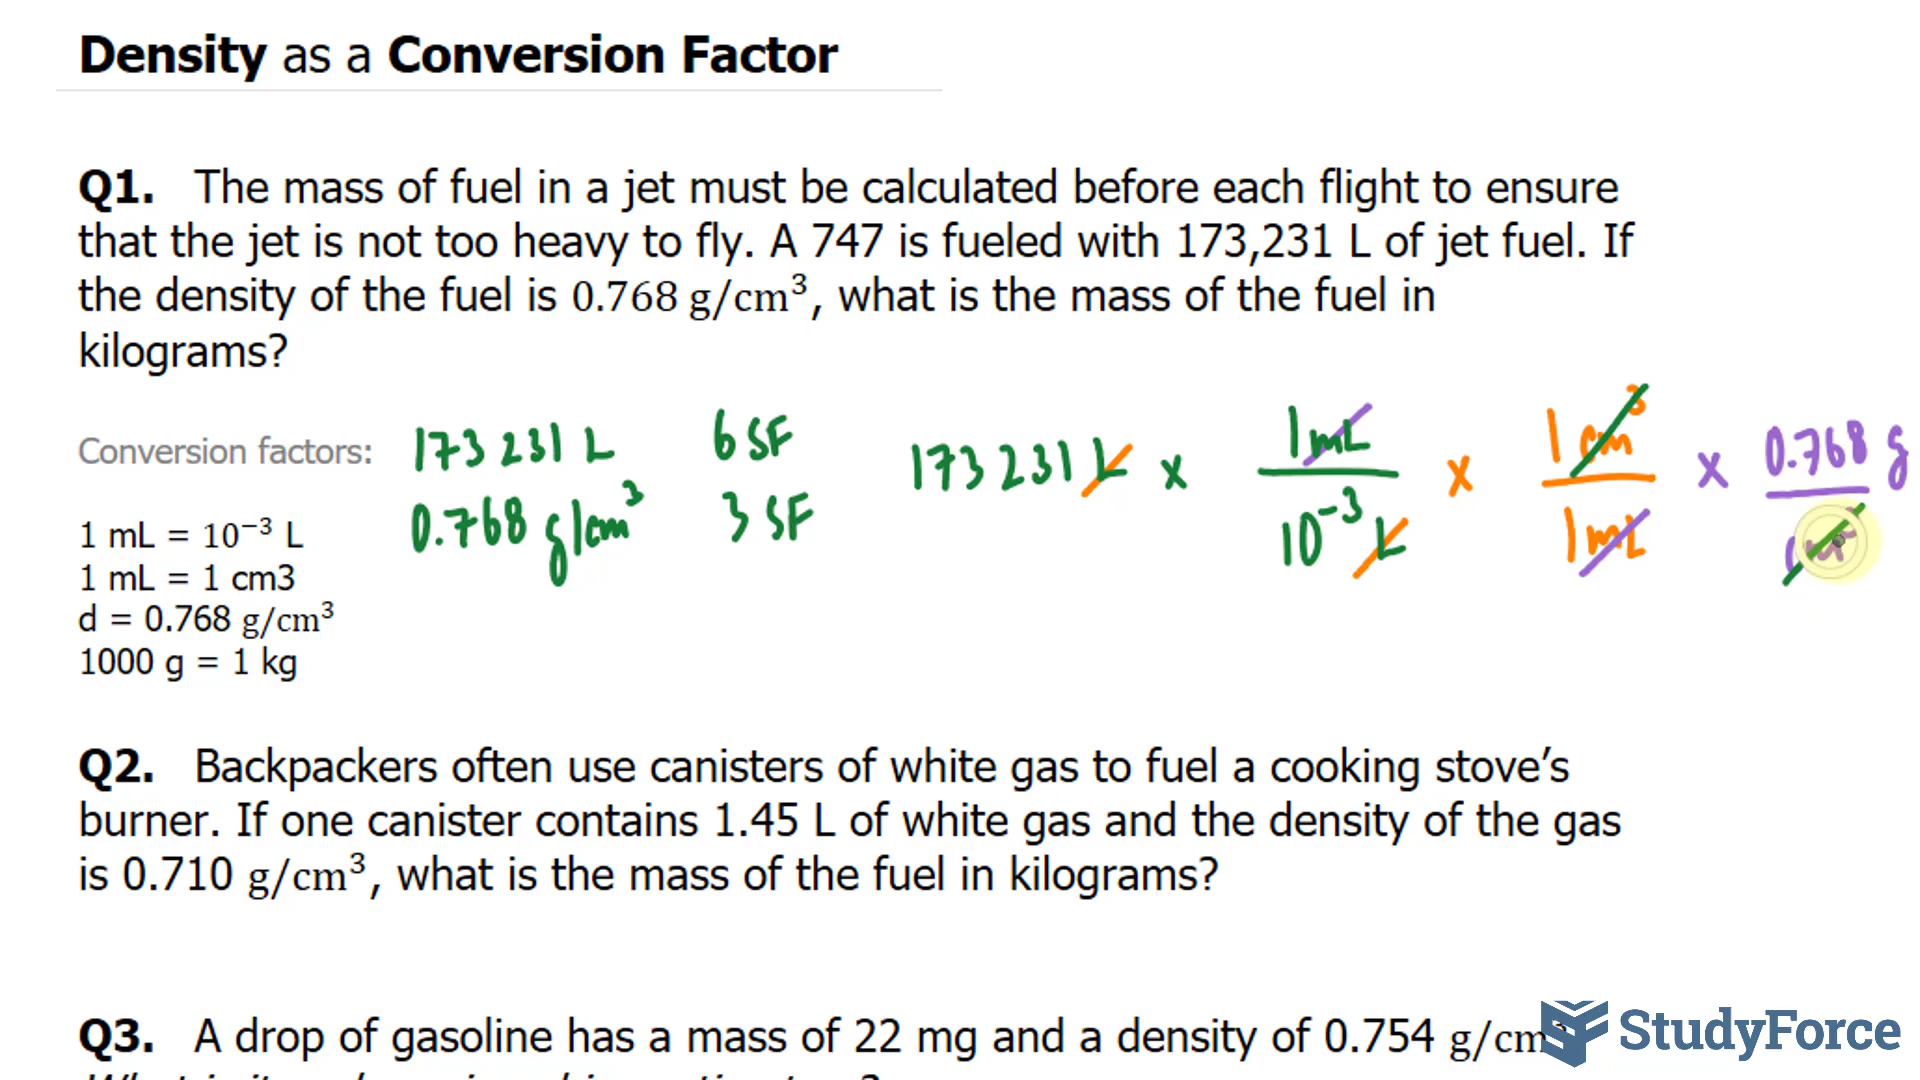 Density as a Conversion Factor
Q1. The mass of fuel in a jet must be calculated before each flight to ensure
that the jet is not too heavy to fly. A 747 is fueled with 173,231 L of jet fuel. If
the density of the fuel is 0.768 g/cm³, what is the mass of the fuel in
kilograms?
Conversion factors:
173 231 L 6 SF
0.768 g/cm³ 3 SF
173 231 L x 1 mL / 10⁻³ L x 1 cm³ / 1 mL x 0.768 g / cm³
1 mL = 10⁻³ L
1 mL = 1 cm3
d = 0.768 g/cm³
1000 g = 1 kg
Q2. Backpackers often use canisters of white gas to fuel a cooking stove’s
burner. If one canister contains 1.45 L of white gas and the density of the gas
is 0.710 g/cm³, what is the mass of the fuel in kilograms?
Q3. A drop of gasoline has a mass of 22 mg and a density of 0.754 g/cm³
StudyForce